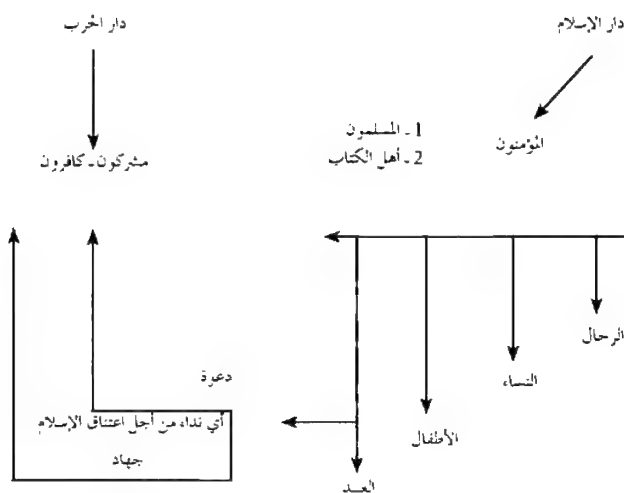 دار الإسلام
دار الحرب
1 ـ المسلمون
2 ـ أهل الكتاب
المؤمنون
مشركون ـ كافرون
الرجال
النساء
الأطفال
العبد
دعوة
أي نداء من أجل اعتناق الإسلام
جهاد